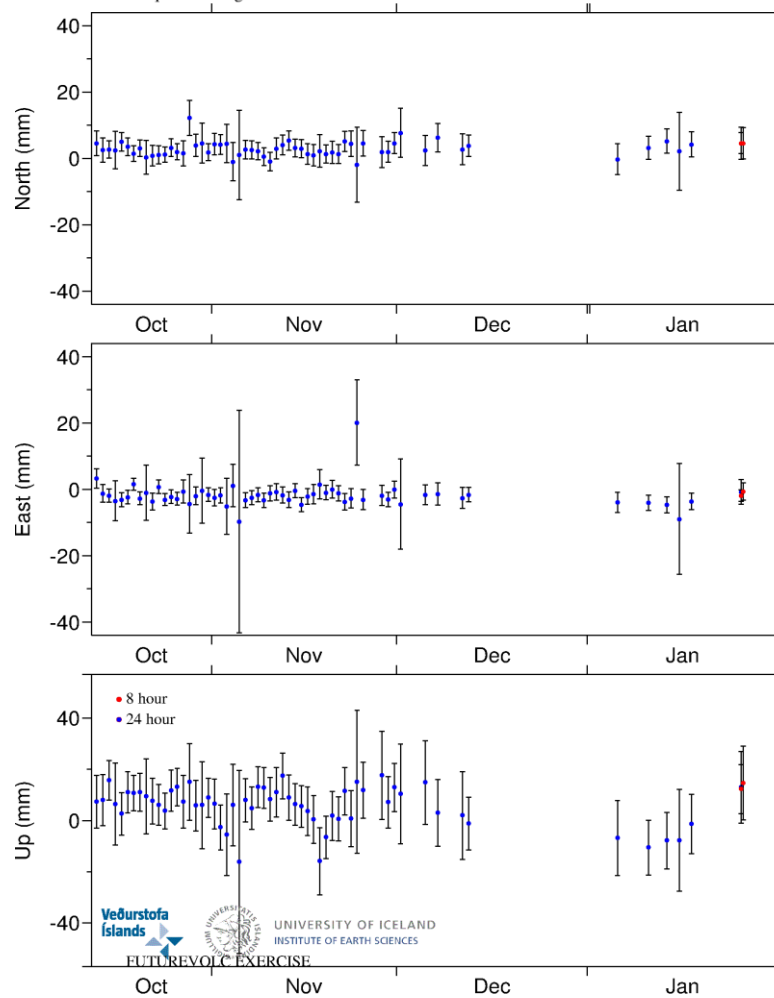 40
20
0
-20
-40
North (mm)
Oct Nov Dec Jan
40
20
0
-20
-40
East (mm)
Oct Nov Dec Jan
8 hour
24 hour
40
0
-40
Up (mm)
Veðurstofa
Íslands
UNIVERSITY OF ICELAND
INSTITUTE OF EARTH SCIENCES
FUTUREVOLC EXERCISE
Oct Nov Dec Jan